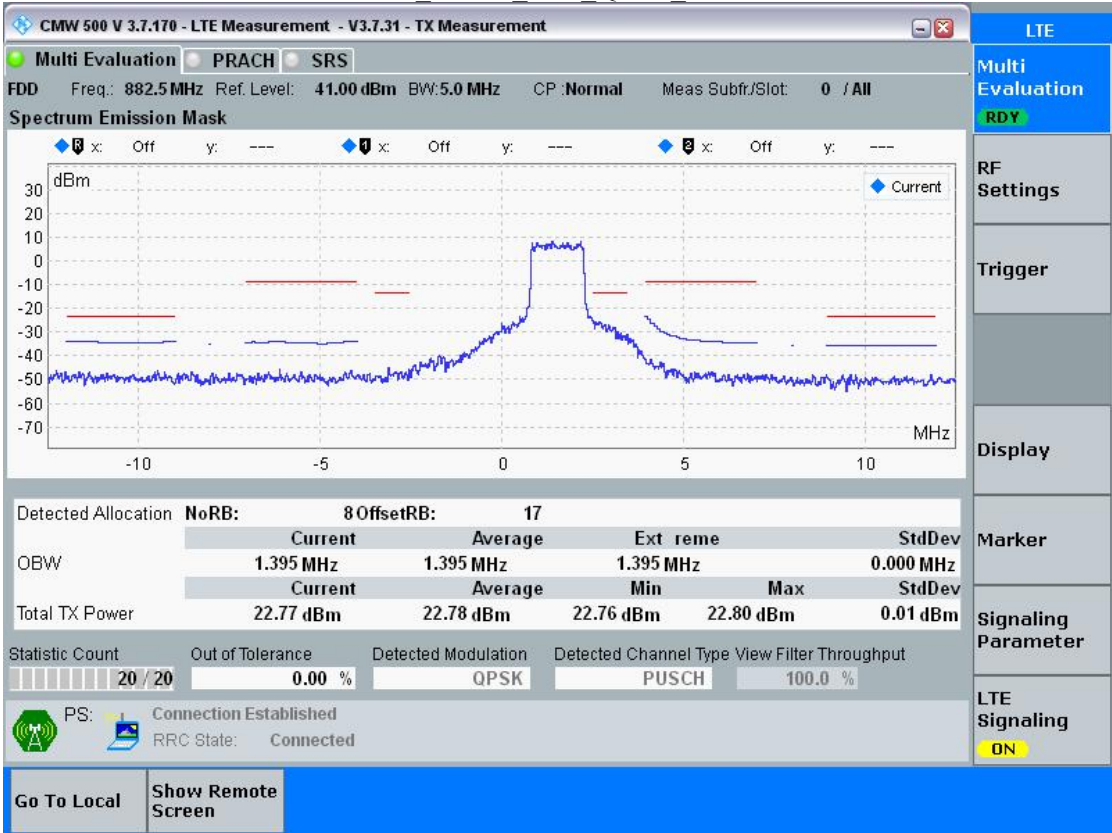 CMW 500 V 3.7.170 - LTE Measurement - V3.7.31 - TX Measurement
LTE
Multi Evaluation PRACH SRS
Multi Evaluation
RDY
FDD Freq.: 882.5 MHz Ref. Level: 41.00 dBm BW:5.0 MHz CP :Normal Meas Subfr./Slot: 0 / All
Spectrum Emission Mask
R x: Off y: --- 1 x: Off y: --- 2 x: Off y: ---
dBm
Current
30
20
10
0
-10
-20
-30
-40
-50
-60
-70
MHz
-10 -5 0 5 10
RF Settings
Trigger
Display
Marker
Signaling Parameter
LTE Signaling
ON
Detected Allocation NoRB: 8 OffsetRB: 17
Current Average Ext reme StdDev
OBW 1.395 MHz 1.395 MHz 1.395 MHz 0.000 MHz
Current Average Min Max StdDev
Total TX Power 22.77 dBm 22.78 dBm 22.76 dBm 22.80 dBm 0.01 dBm
Statistic Count Out of Tolerance Detected Modulation Detected Channel Type View Filter Throughput
20 / 20 0.00 % QPSK PUSCH 100.0 %
PS: Connection Established
RRC State: Connected
Go To Local
Show Remote Screen